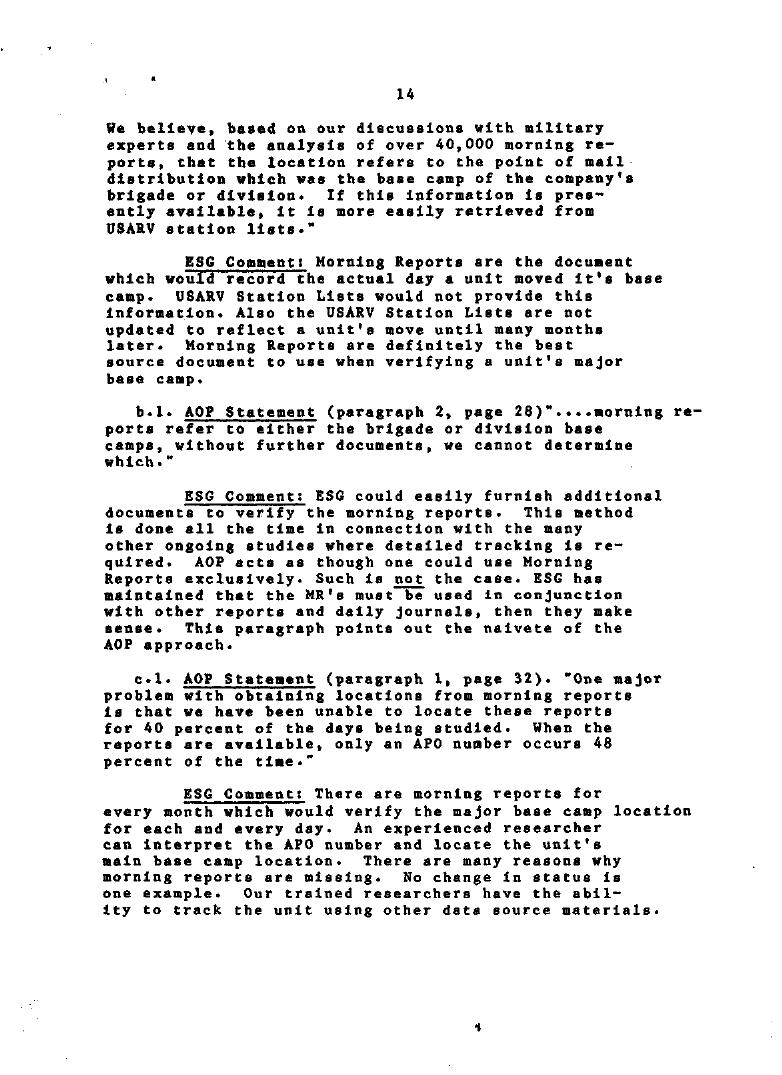 14
We believe, based on our discussions with military
experts and the analysis of over 40,000 morning re-
ports, that the location refers to the point of mail
distribution which was the base camp of the company's
brigade or division. If this information is pres-
ently available, it is more easily retrieved from
USARV station lists."
ESG Comment: Morning Reports are the document
which would record the actual day a unit moved it's base
camp. USARV Station Lists would not provide this
information. Also the USARV Station Lists are not
updated to reflect a unit's move until many months
later. Morning Reports are definitely the best
source document to use when verifying a unit's major
base camp.
b.1. AOP Statement (paragraph 2, page 28)"....morning re-
ports refer to either the brigade or division base
camps, without further documents, we cannot determine
which."
ESG Comment: ESG could easily furnish additional
documents to verify the morning reports. This method
is done all the time in connection with the many
other ongoing studies where detailed tracking is re-
quired. AOP acts as though one could use Morning
Reports exclusively. Such is not the case. ESG has
maintained that the MR's must be used in conjunction
with other reports and daily journals, then they make
sense. This paragraph points out the naivete of the
AOP approach.
c.1. AOP Statement (paragraph 1, page 32). "One major
problem with obtaining locations from morning reports
is that we have been unable to locate these reports
for 40 percent of the days being studied. When the
reports are available, only an APO number occurs 48
percent of the time."
ESG Comment: There are morning reports for
every month which would verify the major base camp location
for each and every day. An experienced researcher
can interpret the APO number and locate the unit's
main base camp location. There are many reasons why
morning reports are missing. No change in status is
one example. Our trained researchers have the abil-
ity to track the unit using other data source materials.